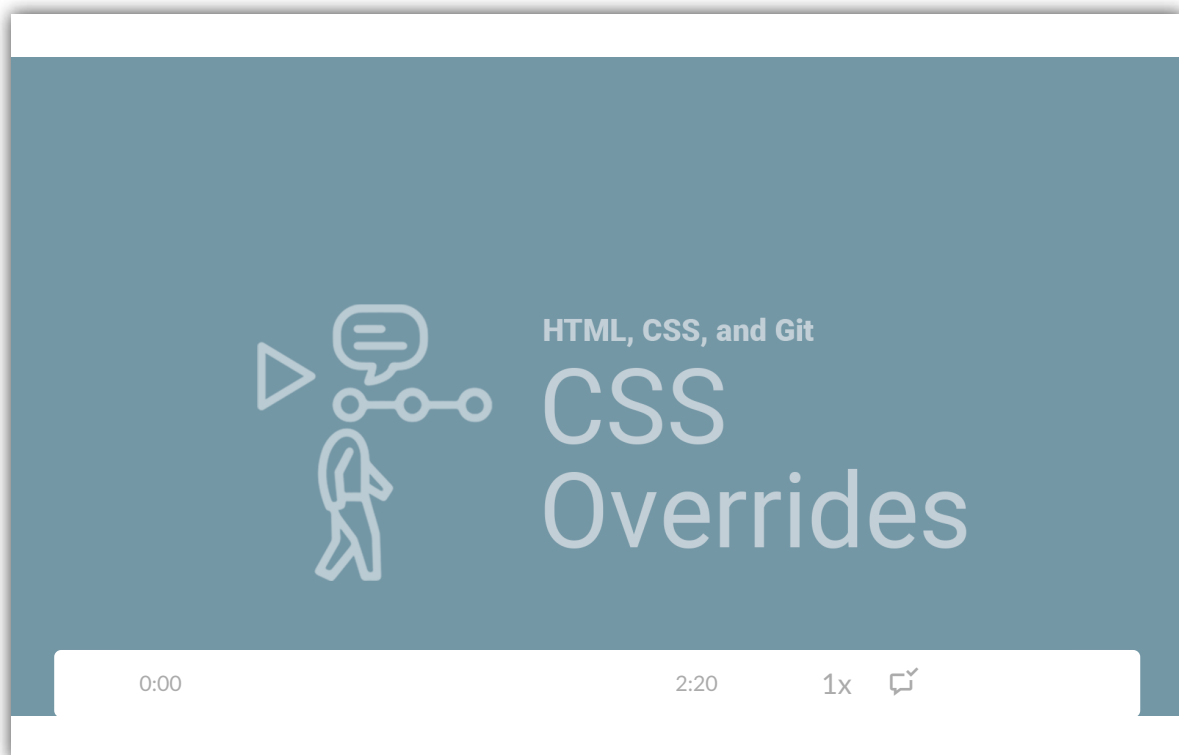 HTML, CSS, and Git
CSS
Overrides
0:00 2:20 1x